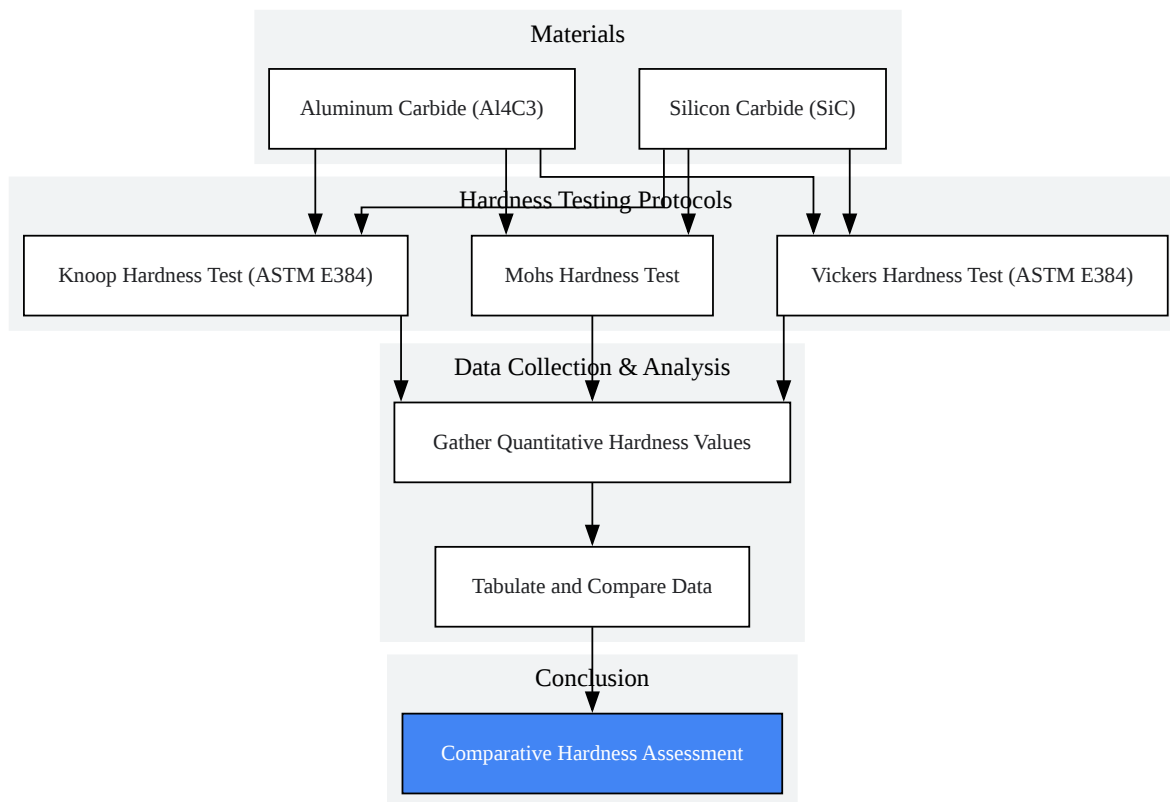 Materials
Aluminum Carbide (Al4C3)
Silicon Carbide (SiC)
Hardness Testing Protocols
Knoop Hardness Test (ASTM E384)
Mohs Hardness Test
Vickers Hardness Test (ASTM E384)
Data Collection & Analysis
Gather Quantitative Hardness Values
Tabulate and Compare Data
Conclusion
Comparative Hardness Assessment